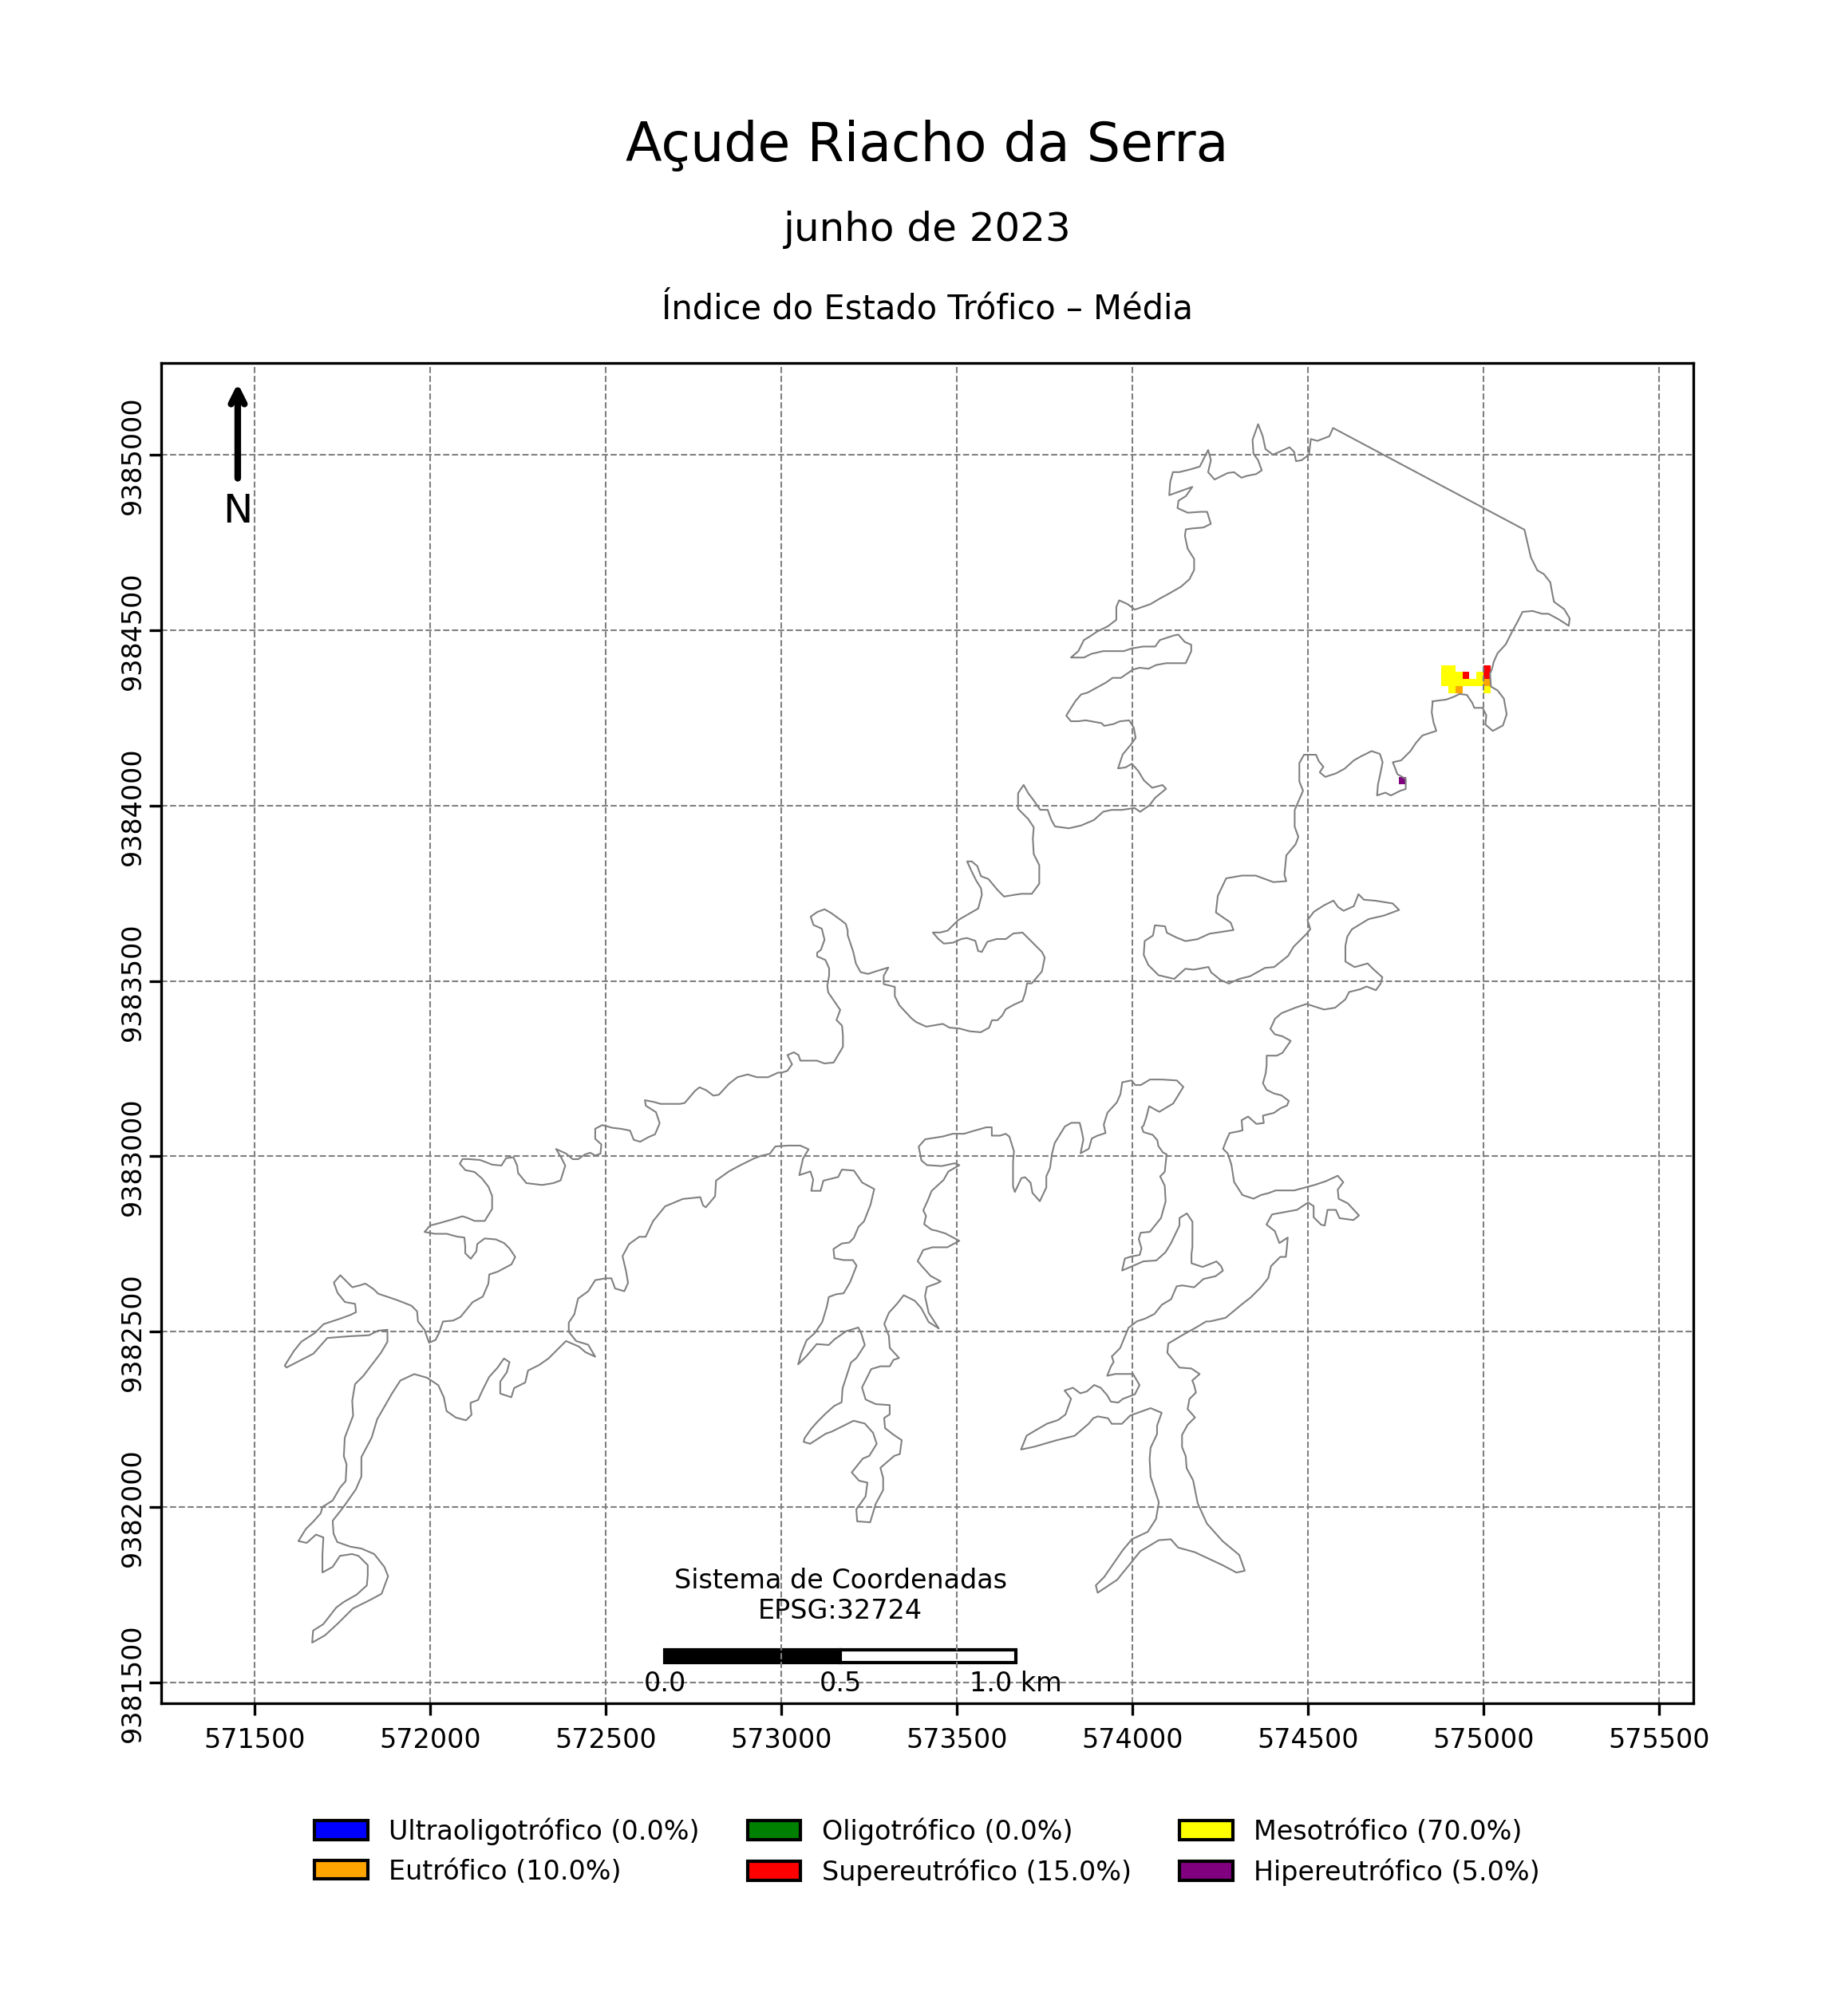 Açude Riacho da Serra
junho de 2023
Índice do Estado Trófico – Média
N
9385000
9384500
9384000
9383500
9383000
9382500
9382000
9381500
Sistema de Coordenadas
EPSG:32724
0.0 0.5 1.0 km
571500 572000 572500 573000 573500 574000 574500 575000 575500
Ultraoligotrófico (0.0%) Oligotrófico (0.0%) Mesotrófico (70.0%)
Eutrófico (10.0%) Supereutrófico (15.0%) Hipereutrófico (5.0%)